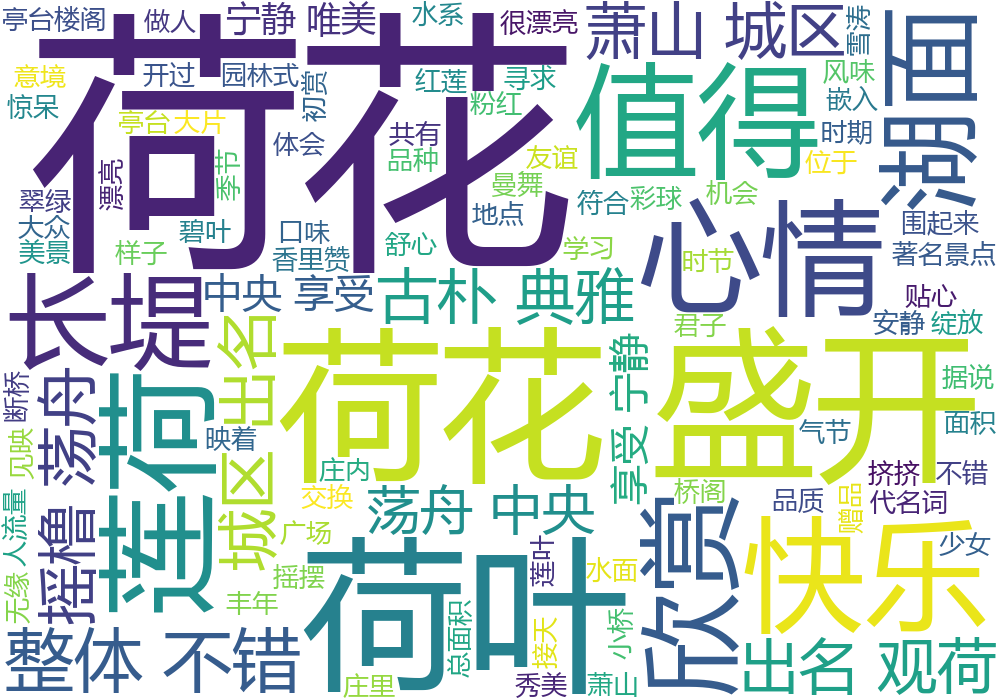 亭台楼阁
做人
宁静
唯美
水系
很漂亮
萧山 城区
雪涛
湖面
荷花
意境
惊呆
开过
园林式
初赏
红莲
寻求
值得
风味
嵌入
亭台
大片
体会
共有
粉红
品种
友谊
时期
位于
漂亮
季节
曼舞
翠绿
大众
美景
碧叶
口味
地点
符合
彩球
机会
心情
围起来
样子
香里赞
舒心
学习
时节
著名景点
长堤
中央 享受
古朴 典雅
贴心
君子
安静
绽放
断桥
荡舟
莲荷
城区 出名
荷花 盛开
享受 宁静
据说
面积
见映
映着
气节
庄内
挤挤
不错
人流量
摇橹
交换
荡舟 中央
桥阁
品质
赠品
代名词
广场
欣赏
快乐
少女
无缘
摇摆
荷叶
莲叶
水面
丰年
总面积
接天
小桥
整体 不错
出名 观荷
庄里
秀美
萧山